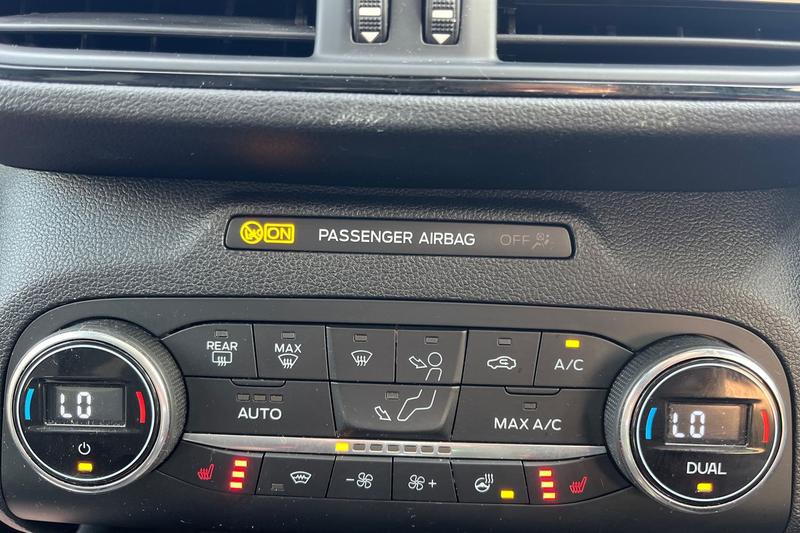 ON PASSENGER AIRBAG OFF
REAR
MAX
A/C
LO
AUTO
MAX A/C
LO
DUAL